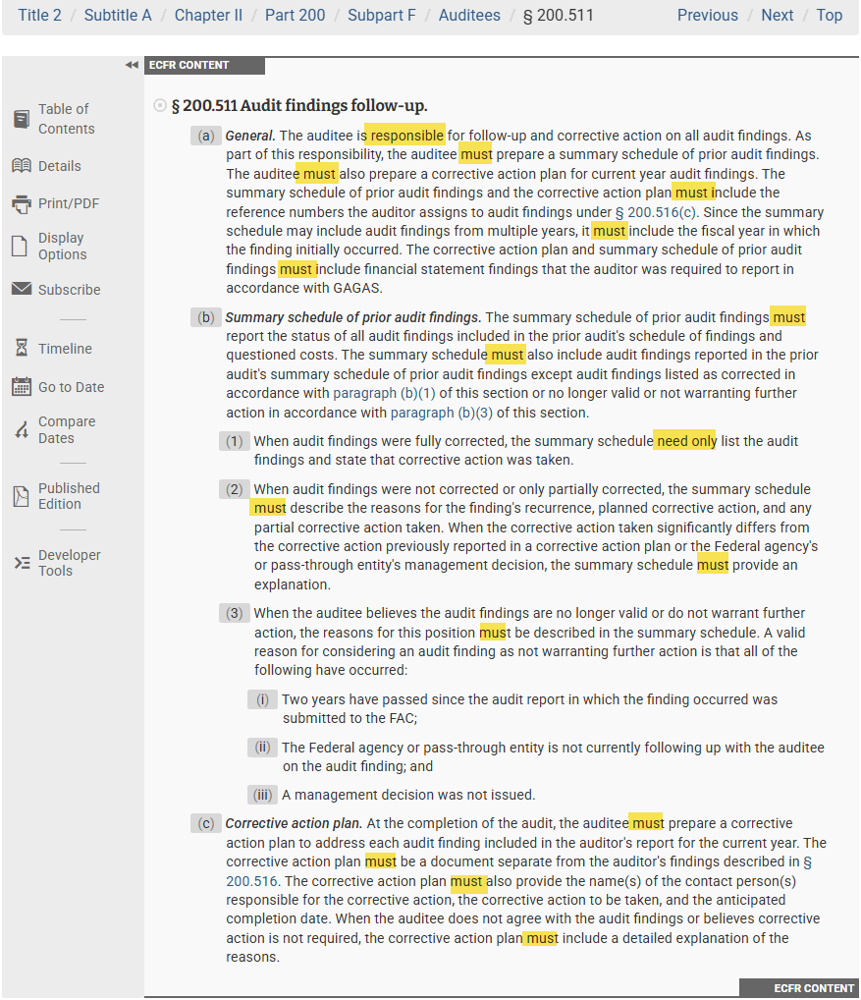 Title 2 / Subtitle A / Chapter II / Part 200 / Subpart F / Auditees / § 200.511 Previous / Next / Top
ECFR CONTENT
Table of
Contents
Details
Print/PDF
Display
Options
Subscribe
Timeline
Go to Date
Compare
Dates
Published
Edition
Developer
Tools
§ 200.511 Audit findings follow-up.
(a) General. The auditee is responsible for follow-up and corrective action on all audit findings. As
part of this responsibility, the auditee must prepare a summary schedule of prior audit findings.
The auditee must also prepare a corrective action plan for current year audit findings. The
summary schedule of prior audit findings and the corrective action plan must include the
reference numbers the auditor assigns to audit findings under § 200.516(c). Since the summary
schedule may include audit findings from multiple years, it must include the fiscal year in which
the finding initially occurred. The corrective action plan and summary schedule of prior audit
findings must include financial statement findings that the auditor was required to report in
accordance with GAGAS.
(b) Summary schedule of prior audit findings. The summary schedule of prior audit findings must
report the status of all audit findings included in the prior audit's schedule of findings and
questioned costs. The summary schedule must also include audit findings reported in the prior
audit's summary schedule of prior audit findings except audit findings listed as corrected in
accordance with paragraph (b)(1) of this section or no longer valid or not warranting further
action in accordance with paragraph (b)(3) of this section.
(1) When audit findings were fully corrected, the summary schedule need only list the audit
findings and state that corrective action was taken.
(2) When audit findings were not corrected or only partially corrected, the summary schedule
must describe the reasons for the finding's recurrence, planned corrective action, and any
partial corrective action taken. When the corrective action taken significantly differs from
the corrective action previously reported in a corrective action plan or the Federal agency's
or pass-through entity's management decision, the summary schedule must provide an
explanation.
(3) When the auditee believes the audit findings are no longer valid or do not warrant further
action, the reasons for this position must be described in the summary schedule. A valid
reason for considering an audit finding as not warranting further action is that all of the
following have occurred:
(i) Two years have passed since the audit report in which the finding occurred was
submitted to the FAC;
(ii) The Federal agency or pass-through entity is not currently following up with the auditee
on the audit finding; and
(iii) A management decision was not issued.
(c) Corrective action plan. At the completion of the audit, the auditee must prepare a corrective
action plan to address each audit finding included in the auditor's report for the current year. The
corrective action plan must be a document separate from the auditor's findings described in §
200.516. The corrective action plan must also provide the name(s) of the contact person(s)
responsible for the corrective action, the corrective action to be taken, and the anticipated
completion date. When the auditee does not agree with the audit findings or believes corrective
action is not required, the corrective action plan must include a detailed explanation of the
reasons.
ECFR CONTENT